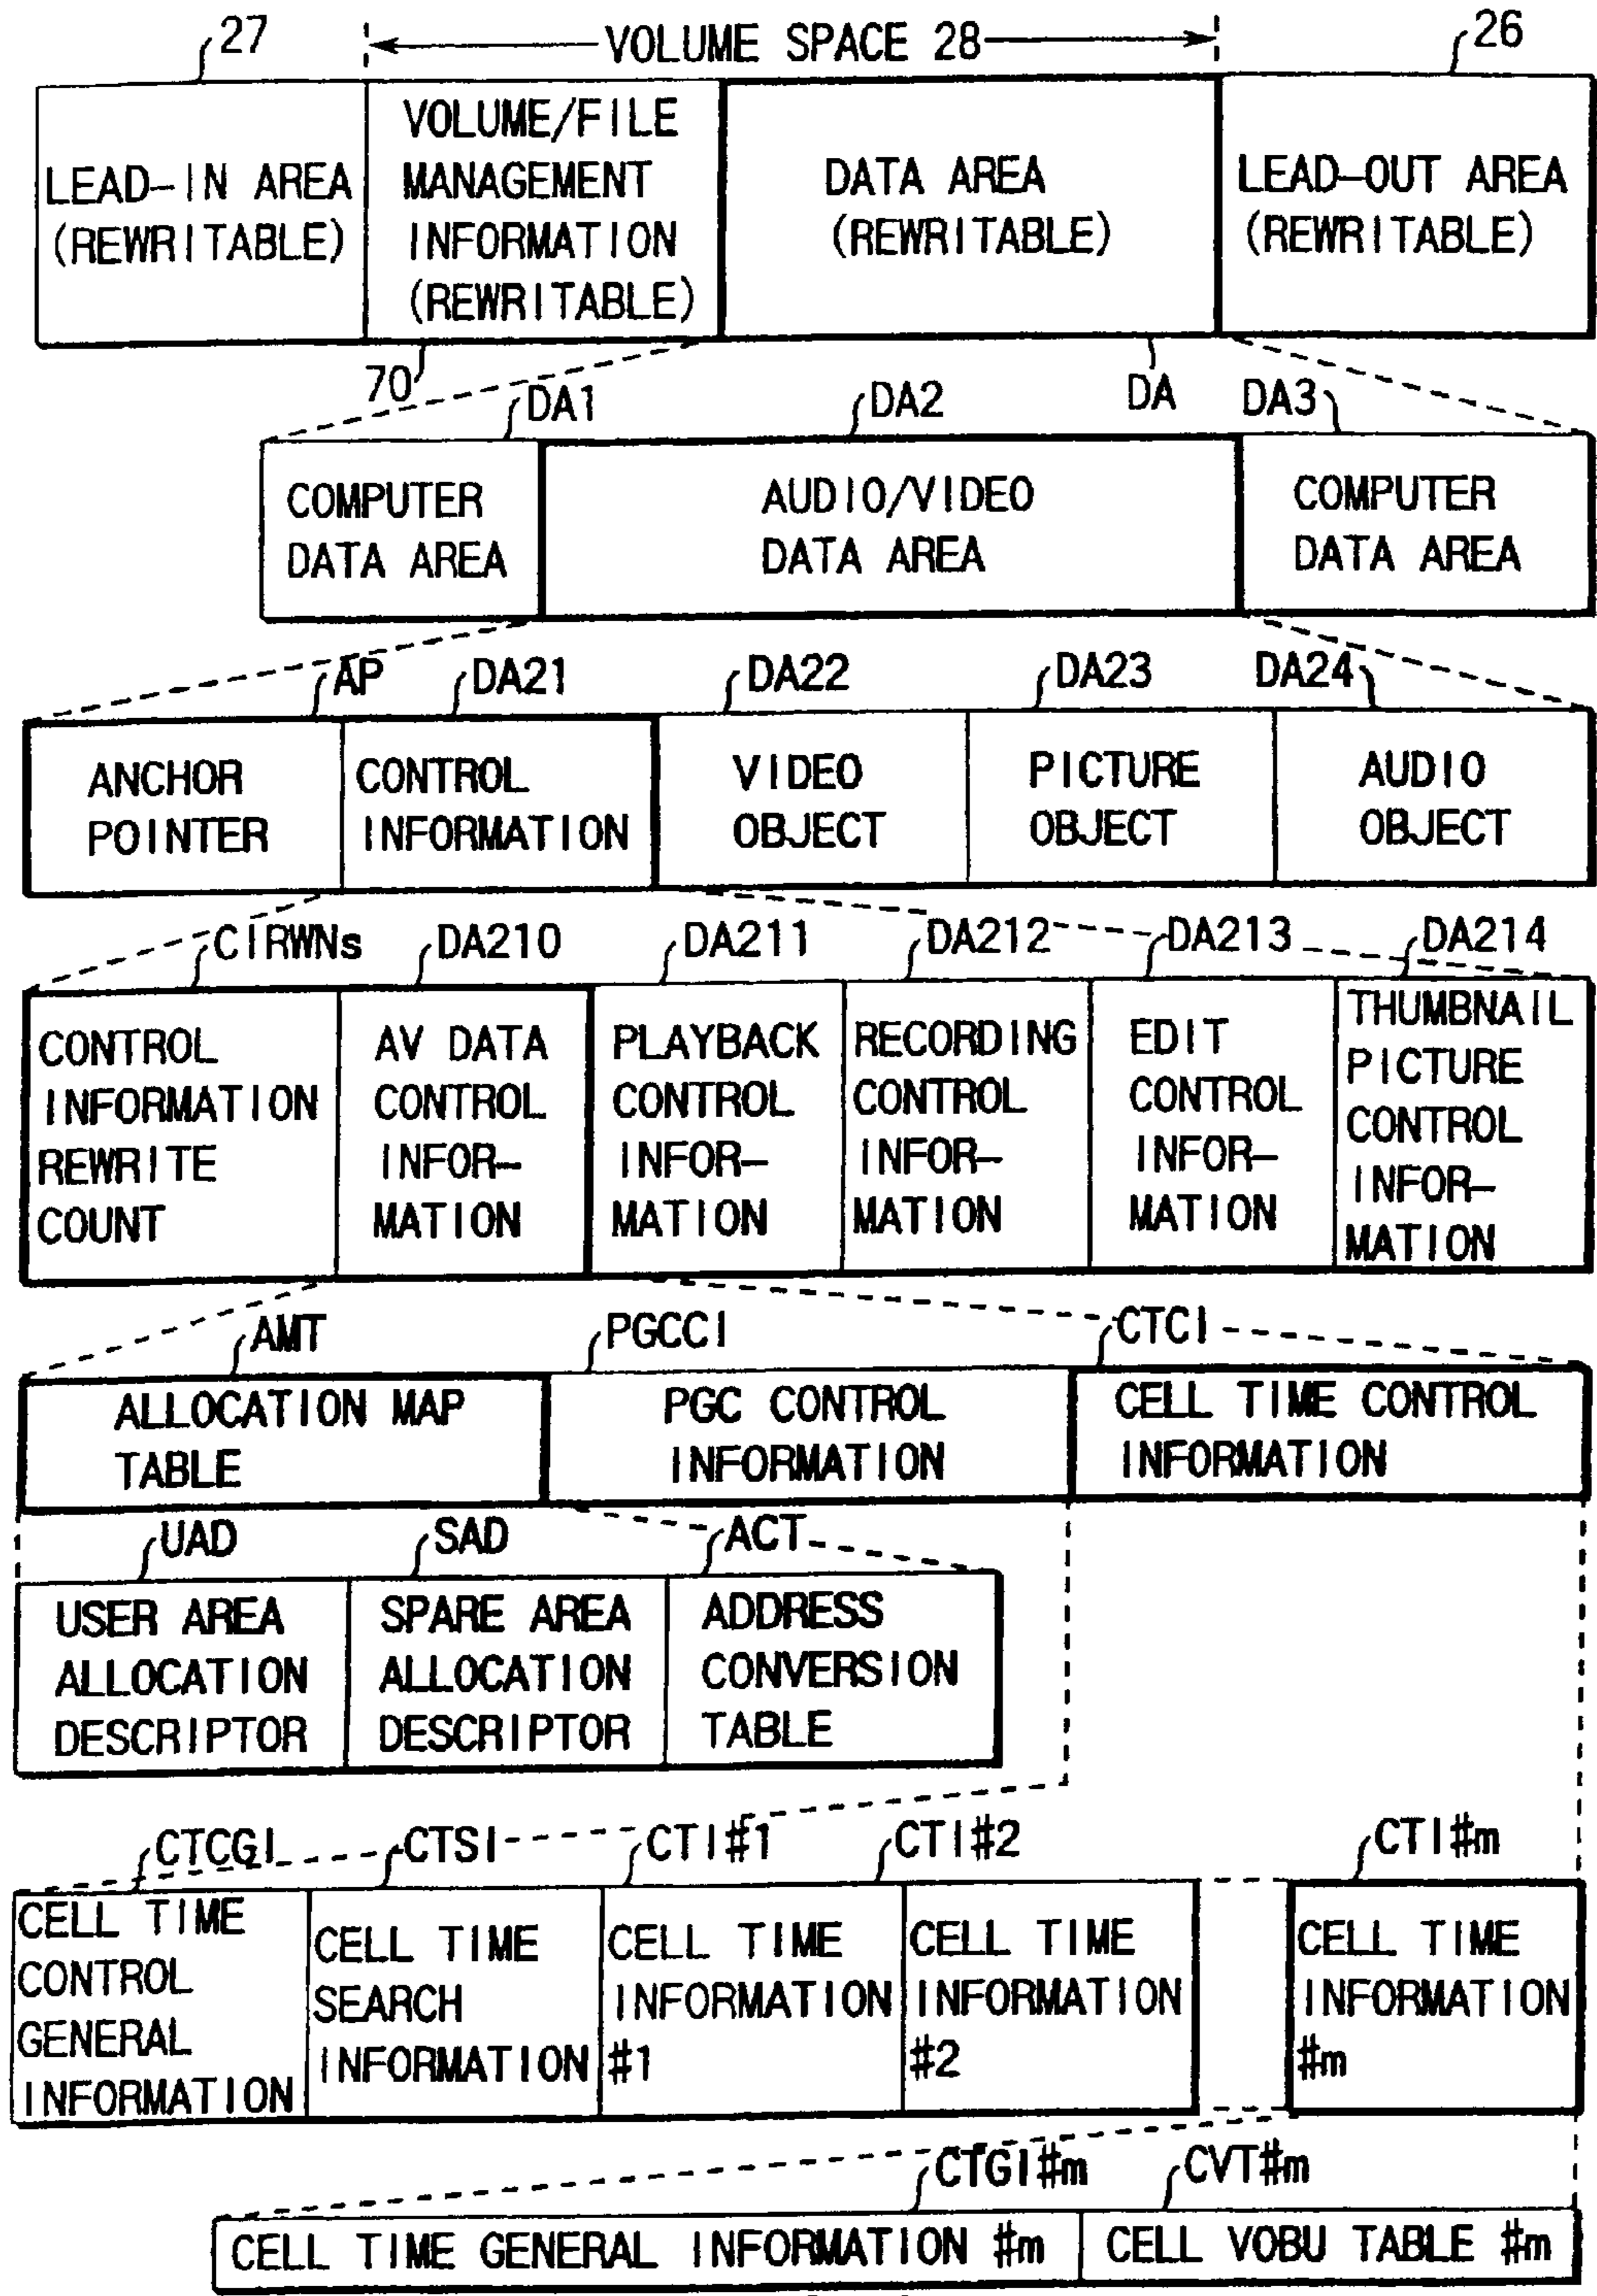 27
VOLUME SPACE 28
26
LEAD-IN AREA
(REWRITABLE)
VOLUME/FILE
MANAGEMENT
INFORMATION
(REWRITABLE)
DATA AREA
(REWRITABLE)
LEAD-OUT AREA
(REWRITABLE)
70
DA1
DA2
DA
DA3
COMPUTER
DATA AREA
AUDIO/VIDEO
DATA AREA
COMPUTER
DATA AREA
AP
DA21
DA22
DA23
DA24
ANCHOR
POINTER
CONTROL
INFORMATION
VIDEO
OBJECT
PICTURE
OBJECT
AUDIO
OBJECT
CIRWNs
DA210
DA211
DA212
DA213
DA214
CONTROL
INFORMATION
REWRITE
COUNT
AV DATA
CONTROL
INFOR-
MATION
PLAYBACK
CONTROL
INFOR-
MATION
RECORDING
CONTROL
INFOR-
MATION
EDIT
CONTROL
INFOR-
MATION
THUMBNAIL
PICTURE
CONTROL
INFOR-
MATION
AMT
PGCCI
CTCI
ALLOCATION MAP
TABLE
PGC CONTROL
INFORMATION
CELL TIME CONTROL
INFORMATION
UAD
SAD
ACT
USER AREA
ALLOCATION
DESCRIPTOR
SPARE AREA
ALLOCATION
DESCRIPTOR
ADDRESS
CONVERSION
TABLE
CTCGI
CTSI
CTI#1
CTI#2
CTI#m
CELL TIME
CONTROL
GENERAL
INFORMATION
CELL TIME
SEARCH
INFORMATION
CELL TIME
INFORMATION
#1
CELL TIME
INFORMATION
#2
CELL TIME
INFORMATION
#m
CTGI#m
CVT#m
CELL TIME GENERAL INFORMATION #m
CELL VOBU TABLE #m